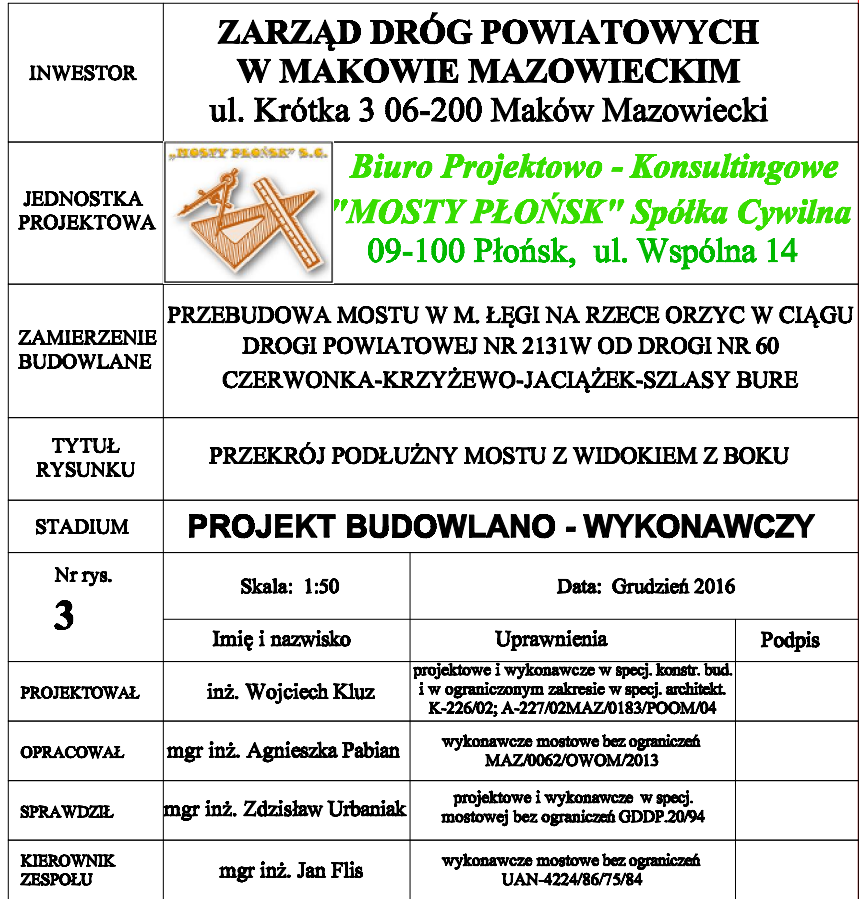 INWESTOR
ZARZĄD DRÓG POWIATOWYCH
W MAKOWIE MAZOWIECKIM
ul. Krótka 3 06-200 Maków Mazowiecki
JEDNOSTKA
PROJEKTOWA
„MOSTY PŁOŃSK" S.C.
Biuro Projektowo - Konsultingowe
"MOSTY PŁOŃSK" Spółka Cywilna
09-100 Płońsk, ul. Wspólna 14
ZAMIERZENIE
BUDOWLANE
PRZEBUDOWA MOSTU W M. ŁĘGI NA RZECE ORZYC W CIĄGU
DROGI POWIATOWEJ NR 2131W OD DROGI NR 60
CZERWONKA-KRZYŻEWO-JACIĄŻEK-SZLASY BURE
TYTUŁ
RYSUNKU
PRZEKRÓJ PODŁUŻNY MOSTU Z WIDOKIEM Z BOKU
STADIUM
PROJEKT BUDOWLANO - WYKONAWCZY
Nr rys.
3
Skala: 1:50
Data: Grudzień 2016
Imię i nazwisko
Uprawnienia
Podpis
PROJEKTOWAŁ
inż. Wojciech Kluz
projektowe i wykonawcze w specj. konstr. bud.
i w ograniczonym zakresie w specj. architekt.
K-226/02; A-227/02MAZ/0183/POOM/04
OPRACOWAŁ
mgr inż. Agnieszka Pabian
wykonawcze mostowe bez ograniczeń
MAZ/0062/OWOM/2013
SPRAWDZIŁ
mgr inż. Zdzisław Urbaniak
projektowe i wykonawcze w specj.
mostowej bez ograniczeń GDDP.20/94
KIEROWNIK
ZESPOŁU
mgr inż. Jan Flis
wykonawcze mostowe bez ograniczeń
UAN-4224/86/75/84